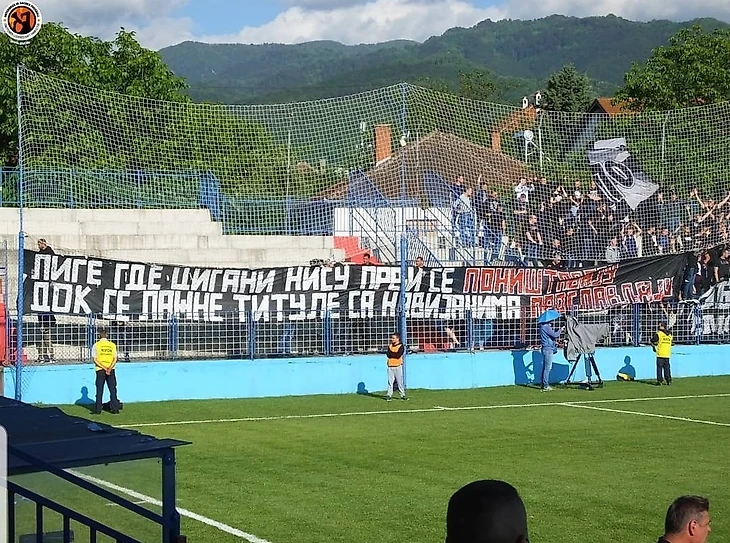 ЛИГЕ ГДЕ ЦИГАНИ НИСУ ПРВИ СЕ ПОНИШТАВАЈУ
ДОК СЕ ЛАЖНЕ ТИТУЛЕ СА НАВИЈАЧИМА ПРОСЛАВЉАЈУ